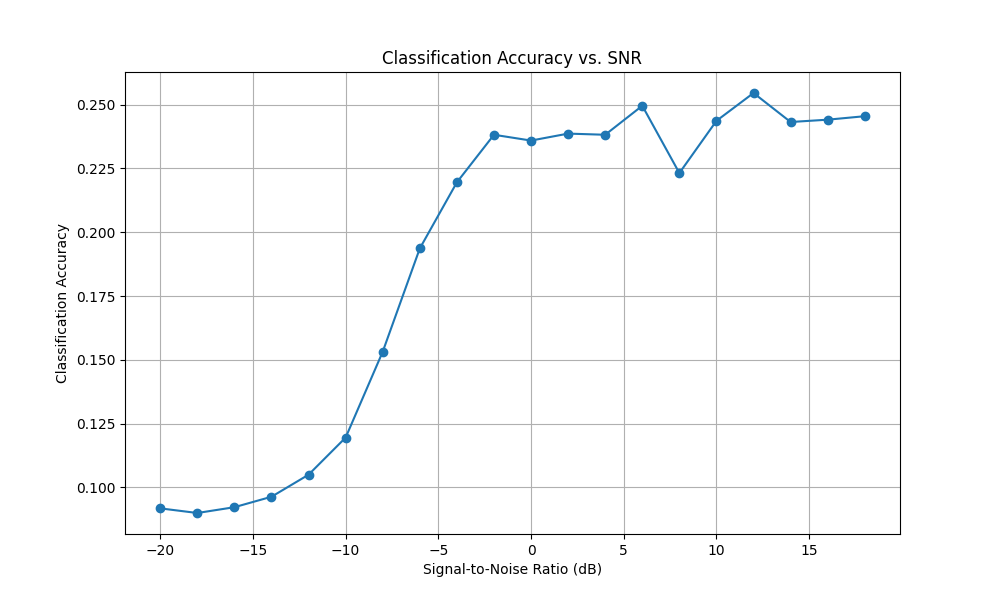 Classification Accuracy vs. SNR
Classification Accuracy
0.250
0.225
0.200
0.175
0.150
0.125
0.100
−20 −15 −10 −5 0 5 10 15
Signal-to-Noise Ratio (dB)